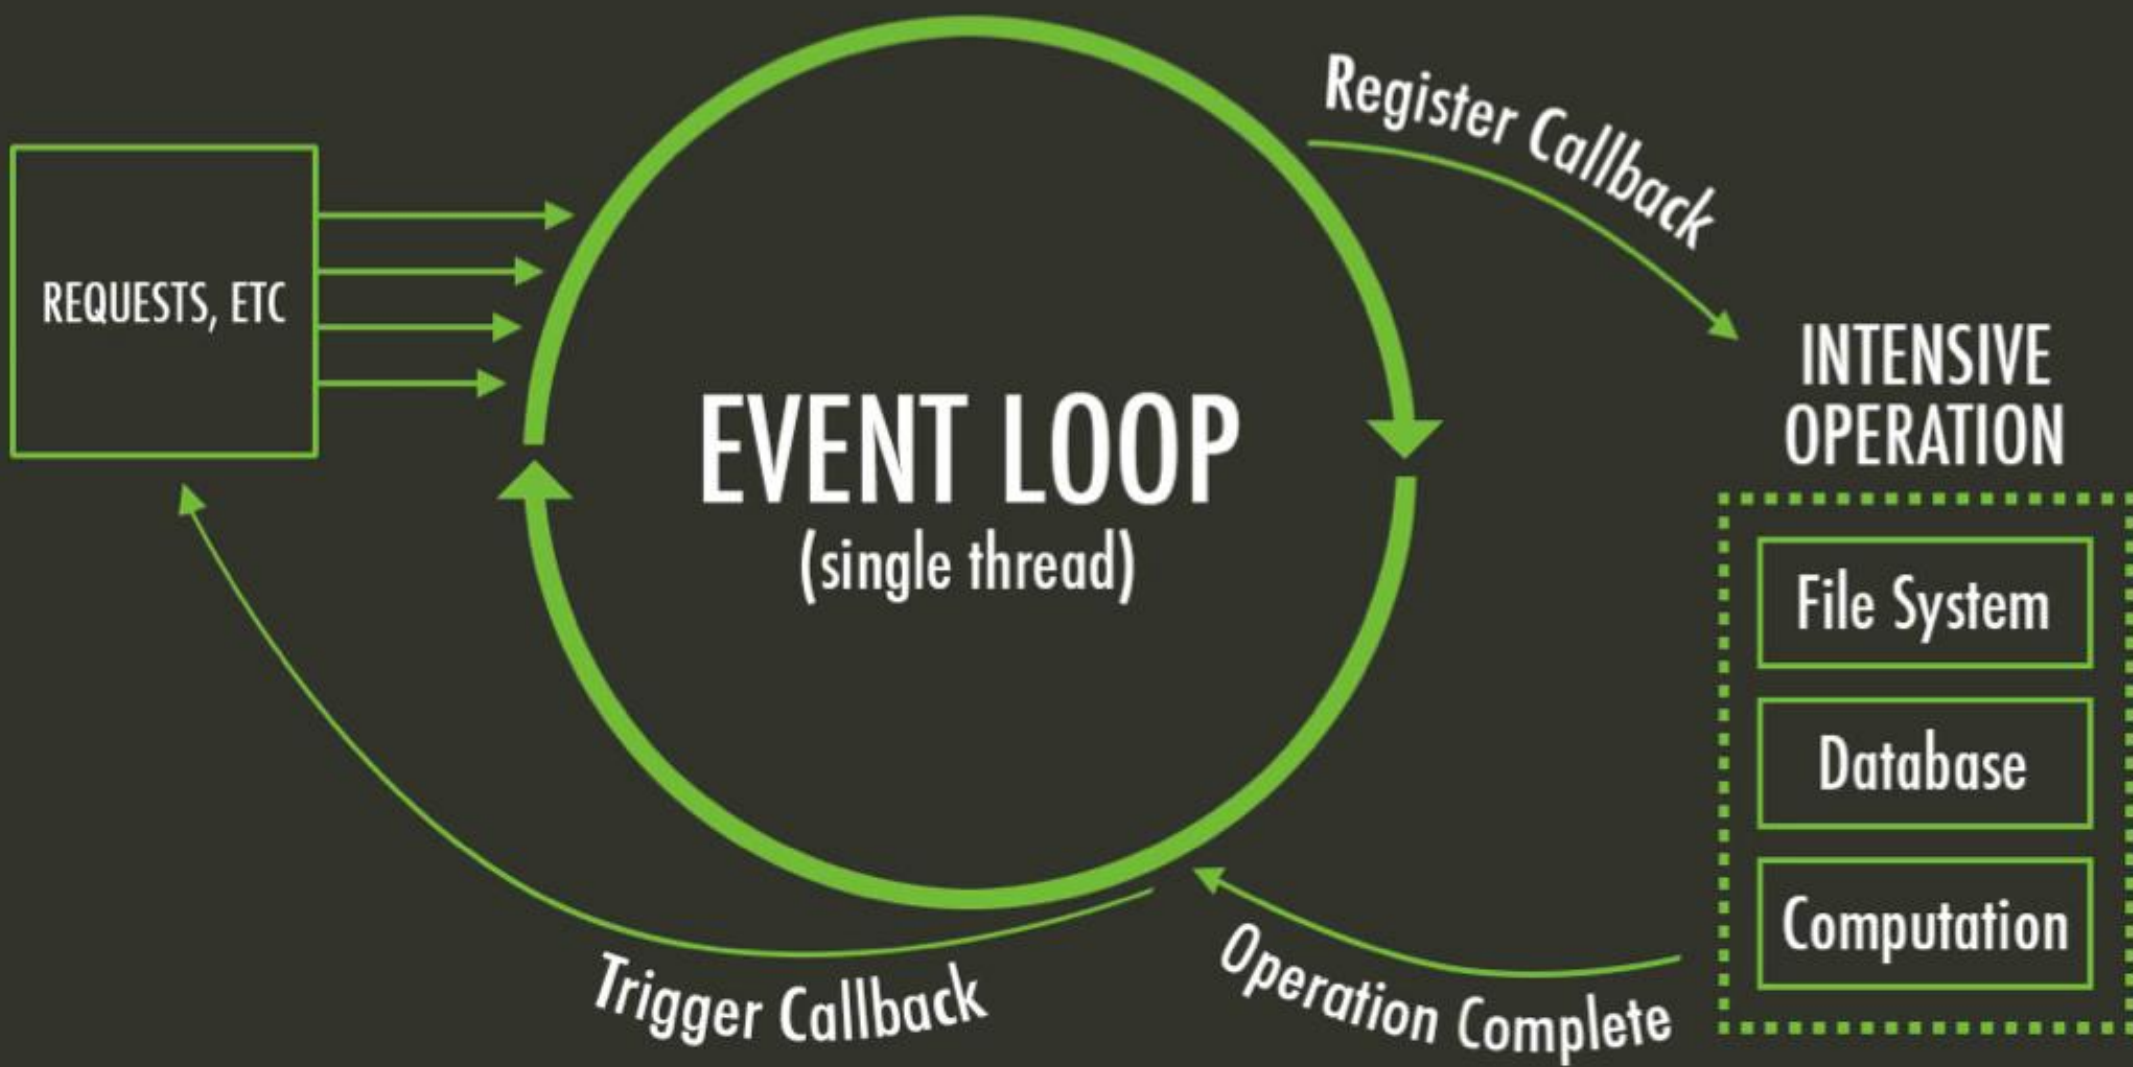 REQUESTS, ETC
EVENT LOOP
(single thread)
Register Callback
INTENSIVE
OPERATION
File System
Database
Computation
Operation Complete
Trigger Callback